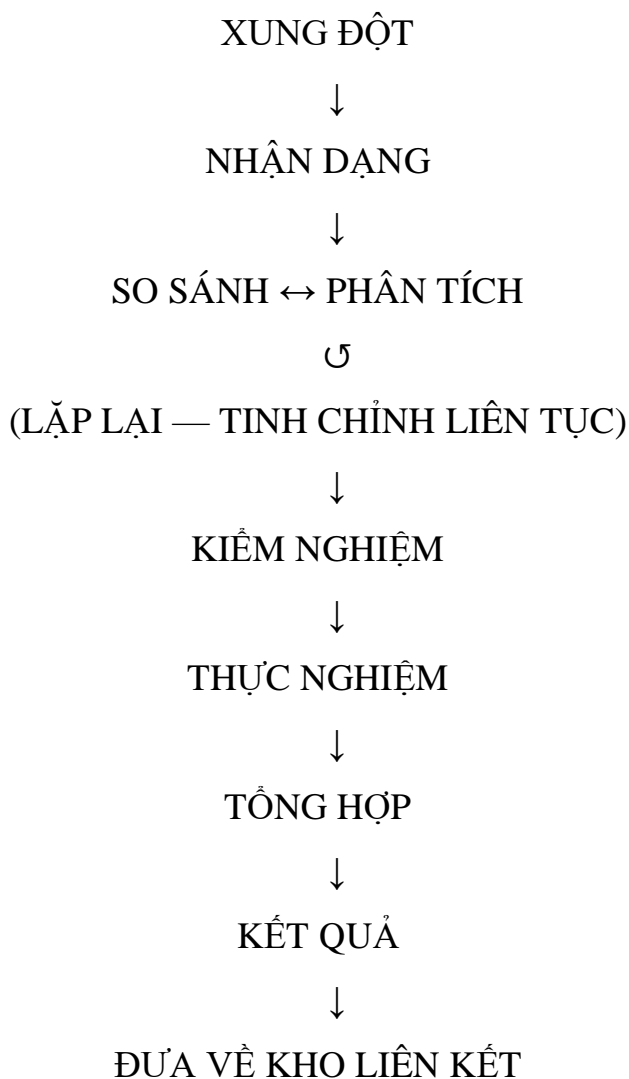 XUNG ĐỘT
↓
NHẬN DẠNG
↓
SO SÁNH ↔ PHÂN TÍCH
↺
(LẶP LẠI — TINH CHỈNH LIÊN TỤC)
↓
KIỂM NGHIỆM
↓
THỰC NGHIỆM
↓
TỔNG HỢP
↓
KẾT QUẢ
↓
ĐƯA VỀ KHO LIÊN KẾT